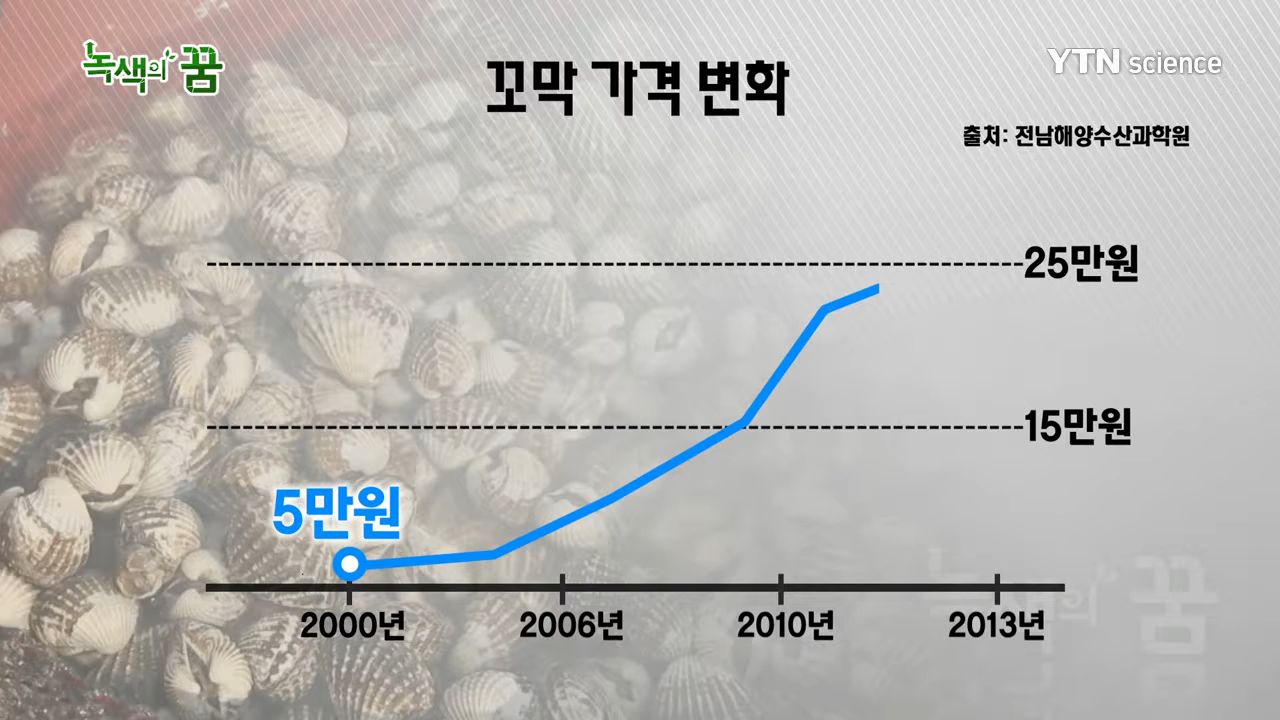 녹색의 꿈
YTN science
꼬막 가격 변화
출처: 전남해양수산과학원
25만원
15만원
5만원
2000년 2006년 2010년 2013년
꿈